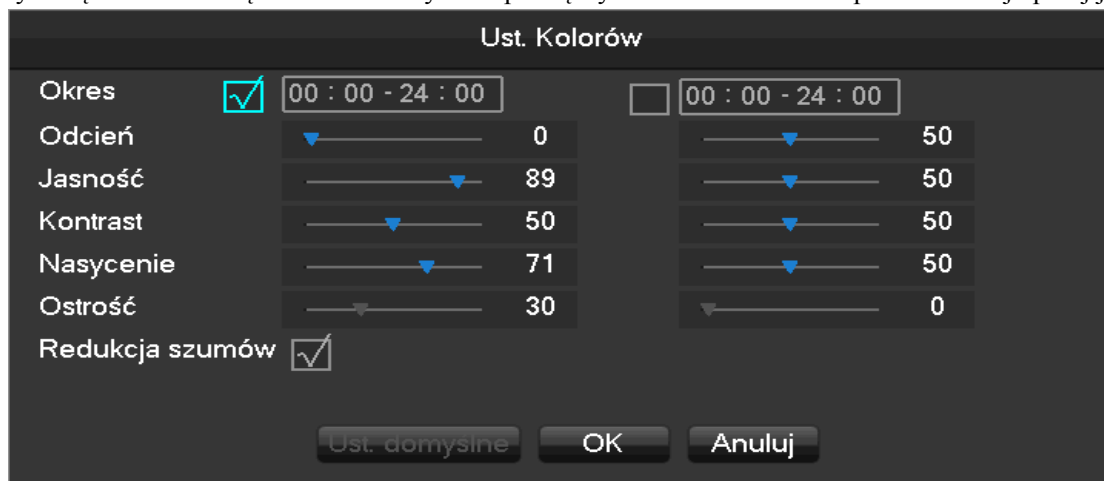 Ust. Kolorów
Okres 00 : 00 - 24 : 00 00 : 00 - 24 : 00
Odcień 0 50
Jasność 89 50
Kontrast 50 50
Nasycenie 71 50
Ostrość 30 0
Redukcja szumów
Ust. domyslne OK Anuluj